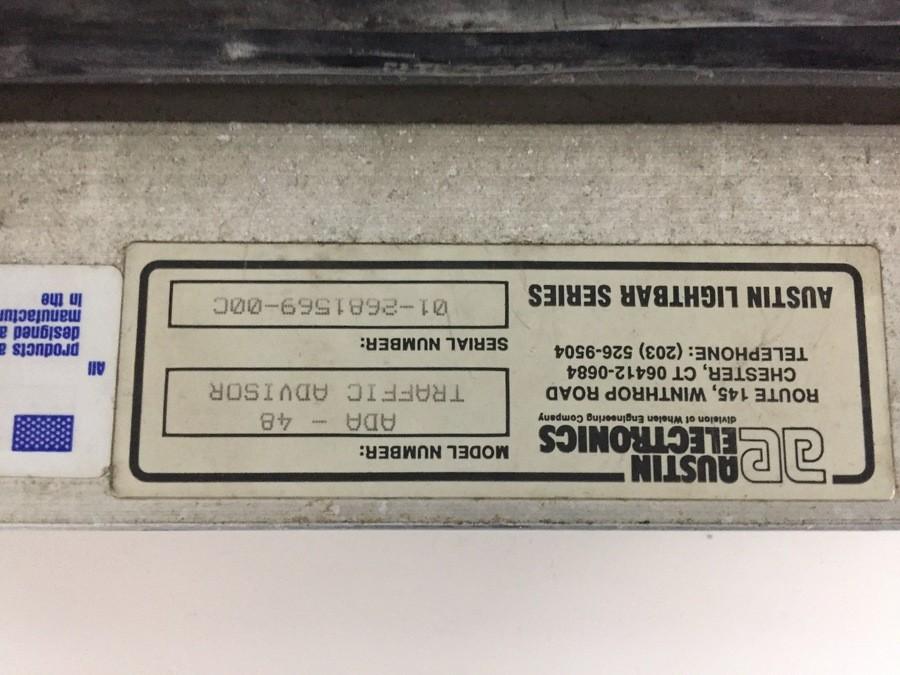 AUSTIN
ELECTRONICS
division of Whelen Engineering Company
ROUTE 145, WINTHROP ROAD
CHESTER, CT 06412-0684
TELEPHONE: (203) 526-9504
AUSTIN LIGHTBAR SERIES
MODEL NUMBER:
ADA - 48
TRAFFIC ADVISOR
SERIAL NUMBER:
01-2681569-00C
All
products a
designed a
manufactur
in the